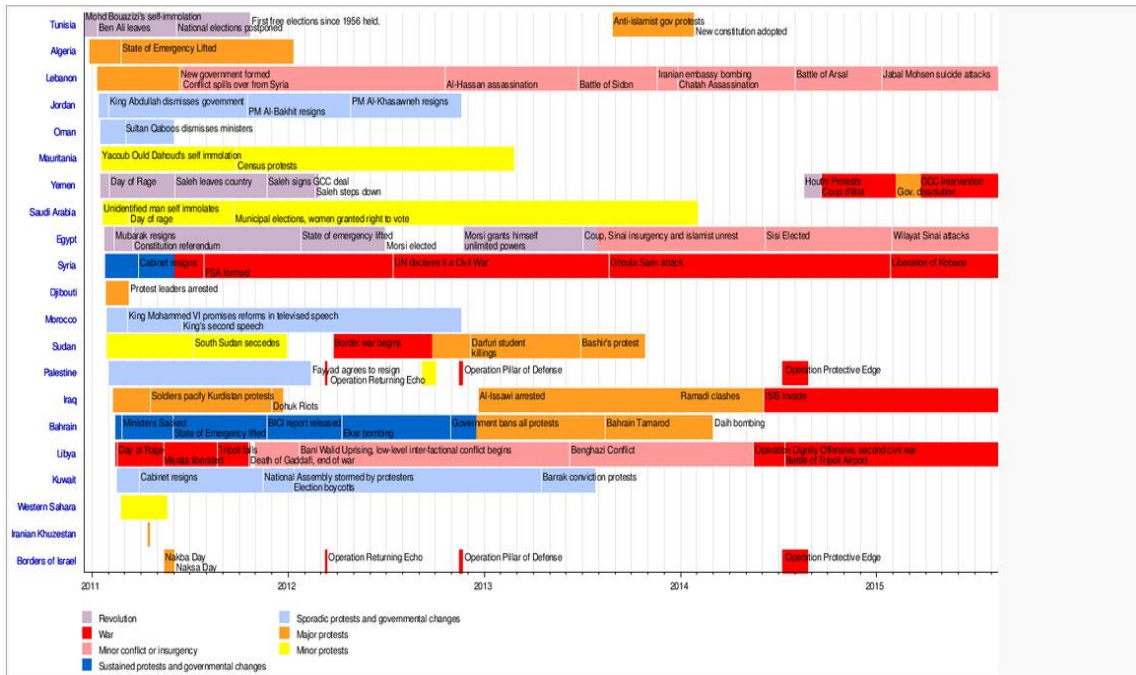 Tunisia
Mohd Bouazizi's self-immolation
Ben Ali leaves
National elections postponed
First free elections since 1956 held.
Anti-islamist gov protests
New constitution adopted
Algeria
State of Emergency Lifted
Lebanon
New government formed
Conflict spills over from Syria
Al-Hassan assassination
Battle of Sidon
Iranian embassy bombing
Chatah Assassination
Battle of Arsal
Jabal Mohsen suicide attacks
Jordan
King Abdullah dismisses government
PM Al-Bakhit resigns
PM Al-Khasawneh resigns
Oman
Sultan Qaboos dismisses ministers
Mauritania
Yacoub Ould Dahoud's self immolation
Census protests
Yemen
Day of Rage
Saleh leaves country
Saleh signs GCC deal
Saleh steps down
Houthi Protests
Coup d'état
Gov. dissolution
GCC Intervention
Saudi Arabia
Unidentified man self immolates
Day of rage
Municipal elections, women granted right to vote
Egypt
Mubarak resigns
Constitution referendum
State of emergency lifted
Morsi elected
Morsi grants himself
unlimited powers
Coup, Sinai insurgency and islamist unrest
Sisi Elected
Wilayat Sinai attacks
Syria
Cabinet resigns
FSA formed
UN declares it a Civil War
Ghouta Sarin attack
Liberation of Kobane
Djibouti
Protest leaders arrested
Morocco
King Mohammed VI promises reforms in televised speech
King's second speech
Sudan
South Sudan seccedes
Border war begins
Darfuri student
killings
Bashir's protest
Palestine
Fayyad agrees to resign
Operation Returning Echo
Operation Pillar of Defense
Operation Protective Edge
Iraq
Soldiers pacify Kurdistan protests
Dohuk Riots
Al-Issawi arrested
Ramadi clashes
ISIS Invade
Bahrain
Ministers Sacked
State of Emergency lifted
BICI report released
Eker bombing
Government bans all protests
Bahrain Tamarod
Daih bombing
Libya
Day of Rage
Misrata liberated
Tripoli falls
Death of Gaddafi, end of war
Bani Walid Uprising, low-level inter-factional conflict begins
Benghazi Conflict
Operation Dignity Offensive, second civil war
Battle of Tripoli Airport
Kuwait
Cabinet resigns
National Assembly stormed by protesters
Election boycotts
Barrak conviction protests
Western Sahara
Iranian Khuzestan
Borders of Israel
Nakba Day
Naksa Day
Operation Returning Echo
Operation Pillar of Defense
Operation Protective Edge
2011
2012
2013
2014
2015
Revolution
War
Minor conflict or insurgency
Sustained protests and governmental changes
Sporadic protests and governmental changes
Major protests
Minor protests